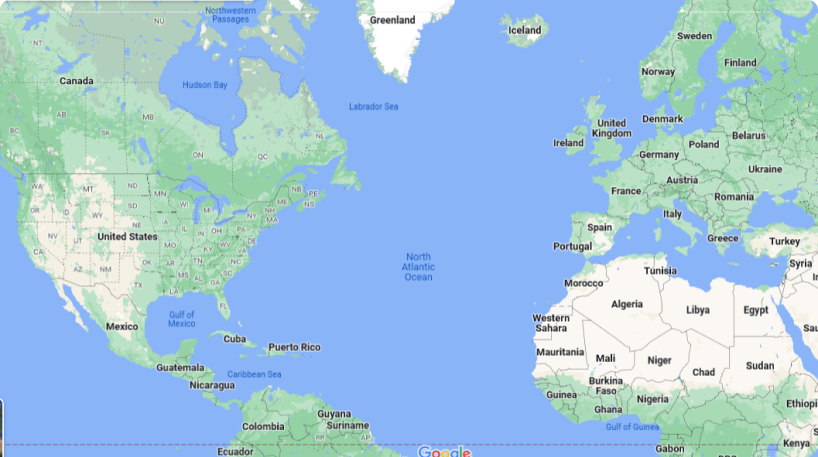 Northwestern
Passages
NU
Greenland
Iceland
Sweden
NT
Finland
Norway
Canada
Hudson Bay
Labrador Sea
AB
MB
SK
BC
ON
QC
NL
Denmark
United
Kingdom
Ireland
Belarus
Poland
Germany
Ukraine
Austria
France
Romania
WA
MT
ND
MN
NB
PE
NS
OR
ID
WY
SD
WI
MI
NY
NH
MA
Italy
Spain
Portugal
Greece
Turkey
NV
UT
United States
NE
IA
IL
IN
OH
PA
DE
MO
KY
WV
VA
CA
AZ
NM
OK
AR
TN
NC
SC
MS
AL
GA
TX
LA
FL
North
Atlantic
Ocean
Tunisia
Syria
Morocco
Algeria
Libya
Egypt
Western
Sahara
Sau
Gulf of
Mexico
Mexico
Cuba
Puerto Rico
Mauritania
Mali
Niger
Chad
Sudan
Guatemala
Caribbean Sea
Nicaragua
Burkina
Faso
Guinea
Ghana
Nigeria
Ethiopi
Guyana
Suriname
Colombia
RR
AP
Gulf of Guinea
Ecuador
Google
Gabon
Kenya